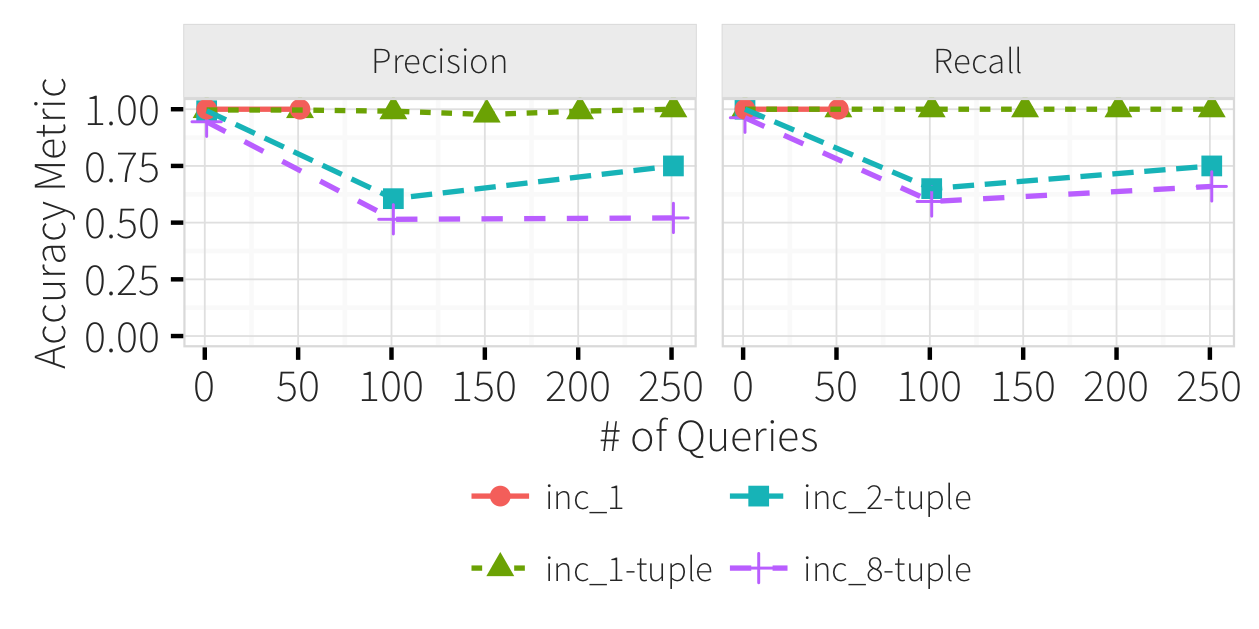 Precision Recall
Accuracy Metric
1.00
0.75
0.50
0.25
0.00
0 50 100 150 200 250 0 50 100 150 200 250
# of Queries
inc_1 inc_2-tuple
inc_1-tuple inc_8-tuple